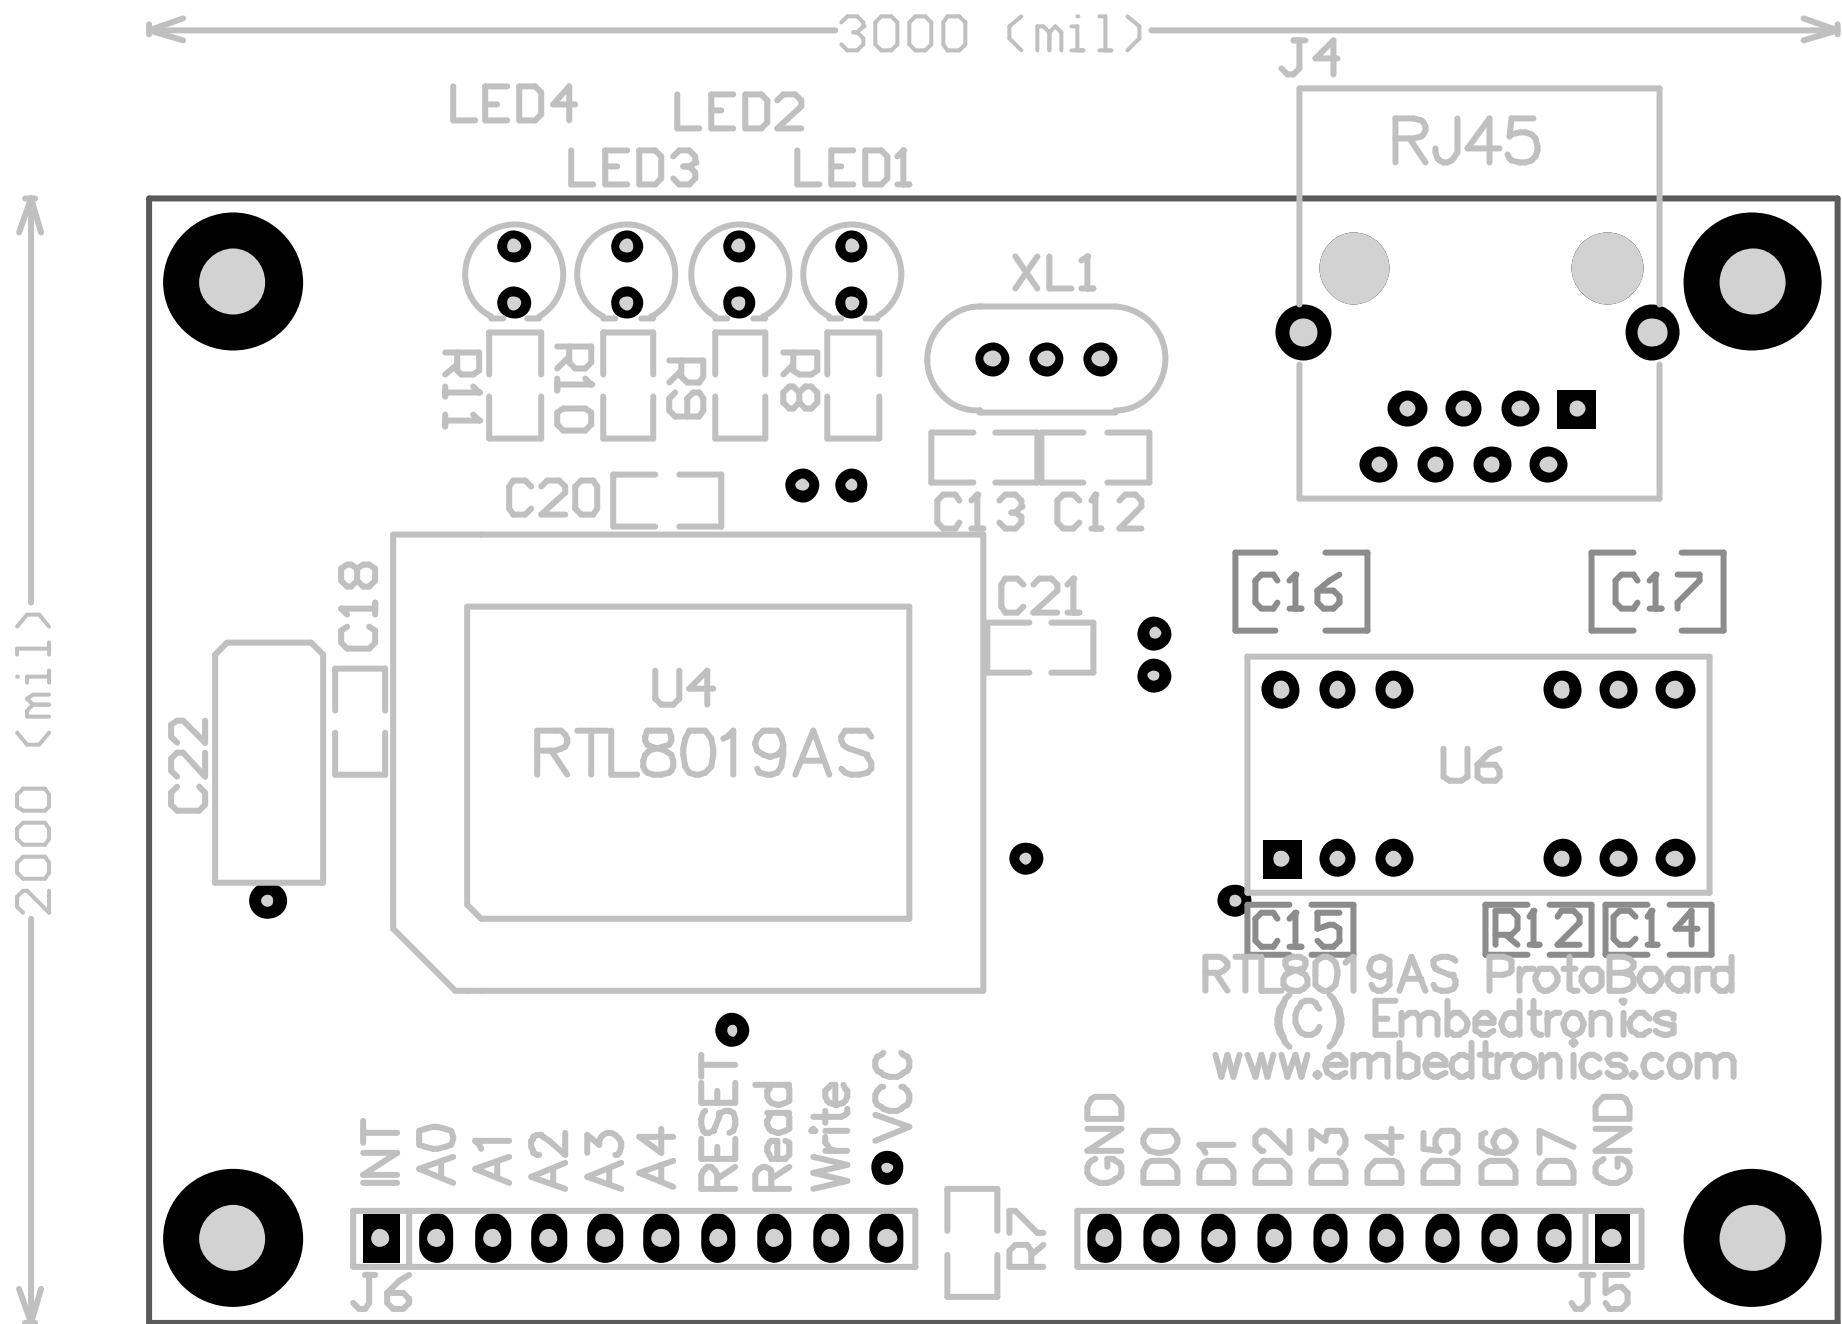 3000 (mil)
J4
LED4
LED2
RJ45
LED3
LED1
XL1
R11
R10
R9
R8
C20
C13
C12
C18
C21
C16
C17
2000 (mil)
U4
C22
RTL8019AS
U6
C15
R12
C14
RTL8019AS ProtoBoard
(C) Embedtronics
www.embedtronics.com
INT
A0
A1
A2
A3
A4
RESET
Read
Write
VCC
GND
D0
D1
D2
D3
D4
D5
D6
D7
GND
R7
J6
J5